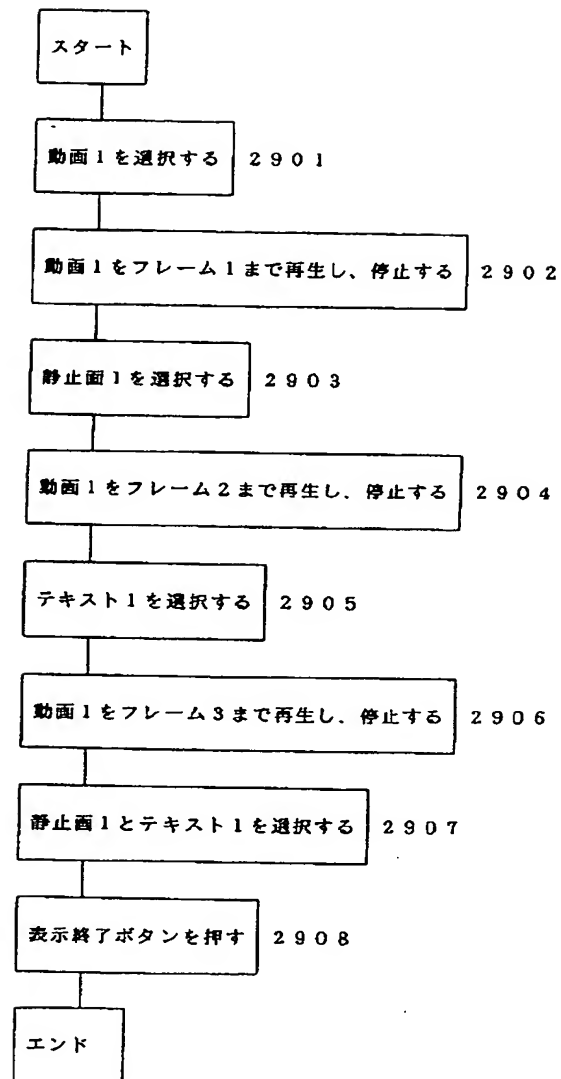 スタート
動画1を選択する 2901
動画1をフレーム1まで再生し、停止する 2902
静止画1を選択する 2903
動画1をフレーム2まで再生し、停止する 2904
テキスト1を選択する 2905
動画1をフレーム3まで再生し、停止する 2906
静止画1とテキスト1を選択する 2907
表示終了ボタンを押す 2908
エンド